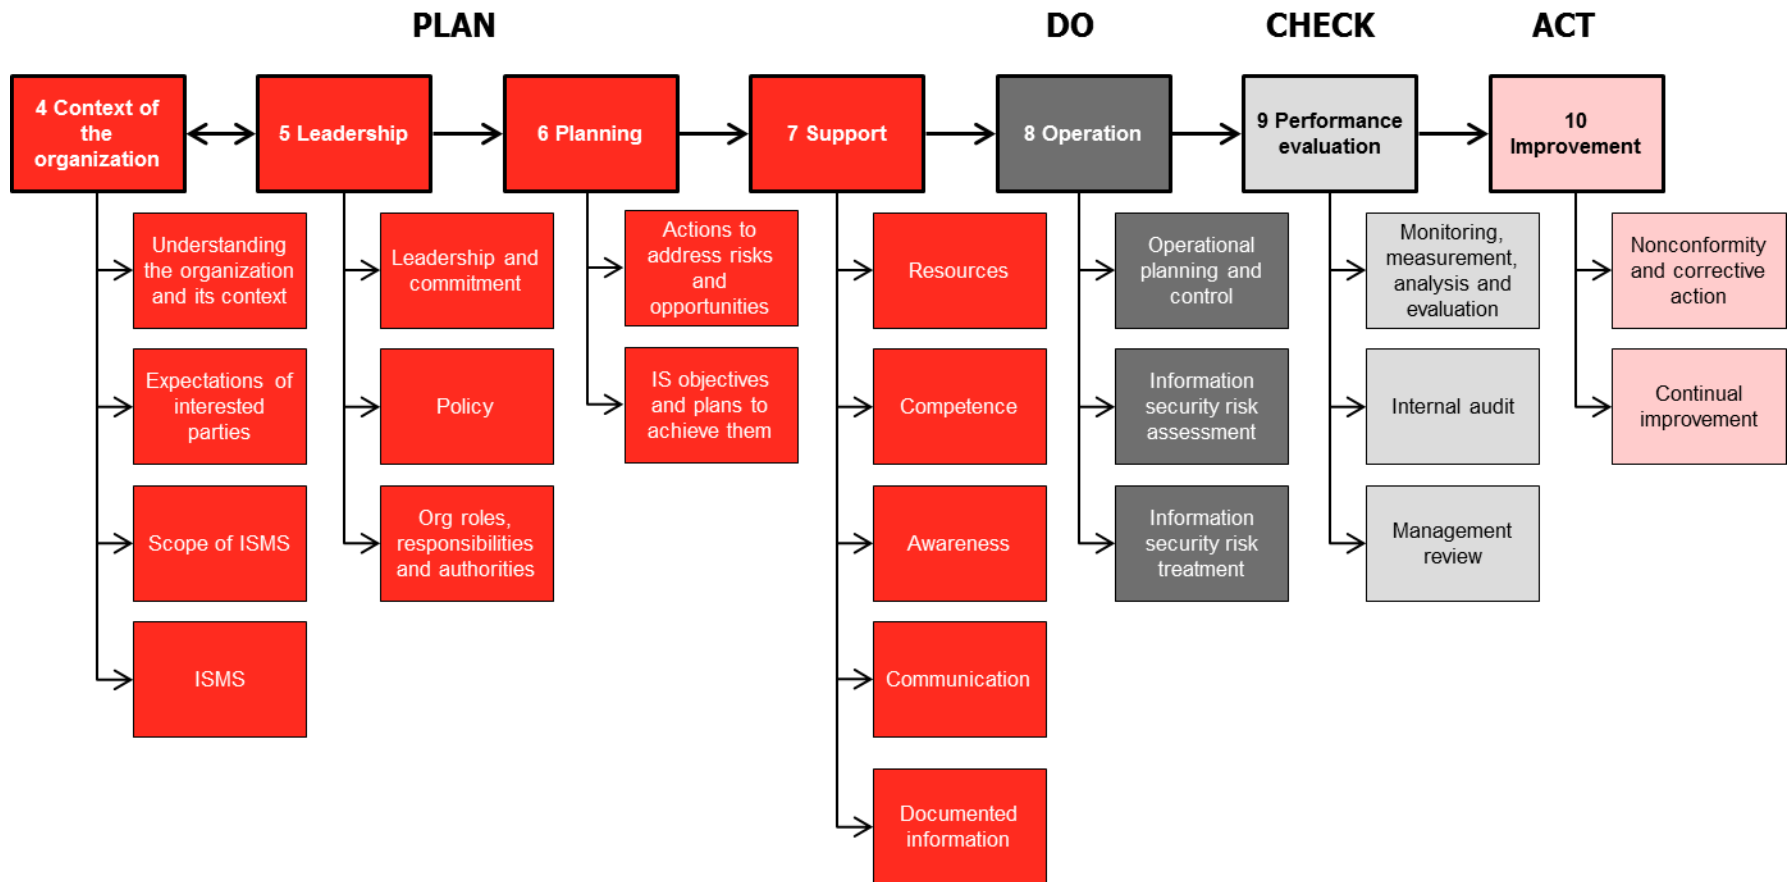 PLAN
DO
CHECK
ACT
4 Context of
the
organization
5 Leadership
6 Planning
7 Support
8 Operation
9 Performance
evaluation
10
Improvement
Understanding
the organization
and its context
Expectations of
interested
parties
Scope of ISMS
ISMS
Leadership and
commitment
Policy
Org roles,
responsibilities
and authorities
Actions to
address risks
and
opportunities
IS objectives
and plans to
achieve them
Resources
Competence
Awareness
Communication
Documented
information
Operational
planning and
control
Information
security risk
assessment
Information
security risk
treatment
Monitoring,
measurement,
analysis and
evaluation
Internal audit
Management
review
Nonconformity
and corrective
action
Continual
improvement